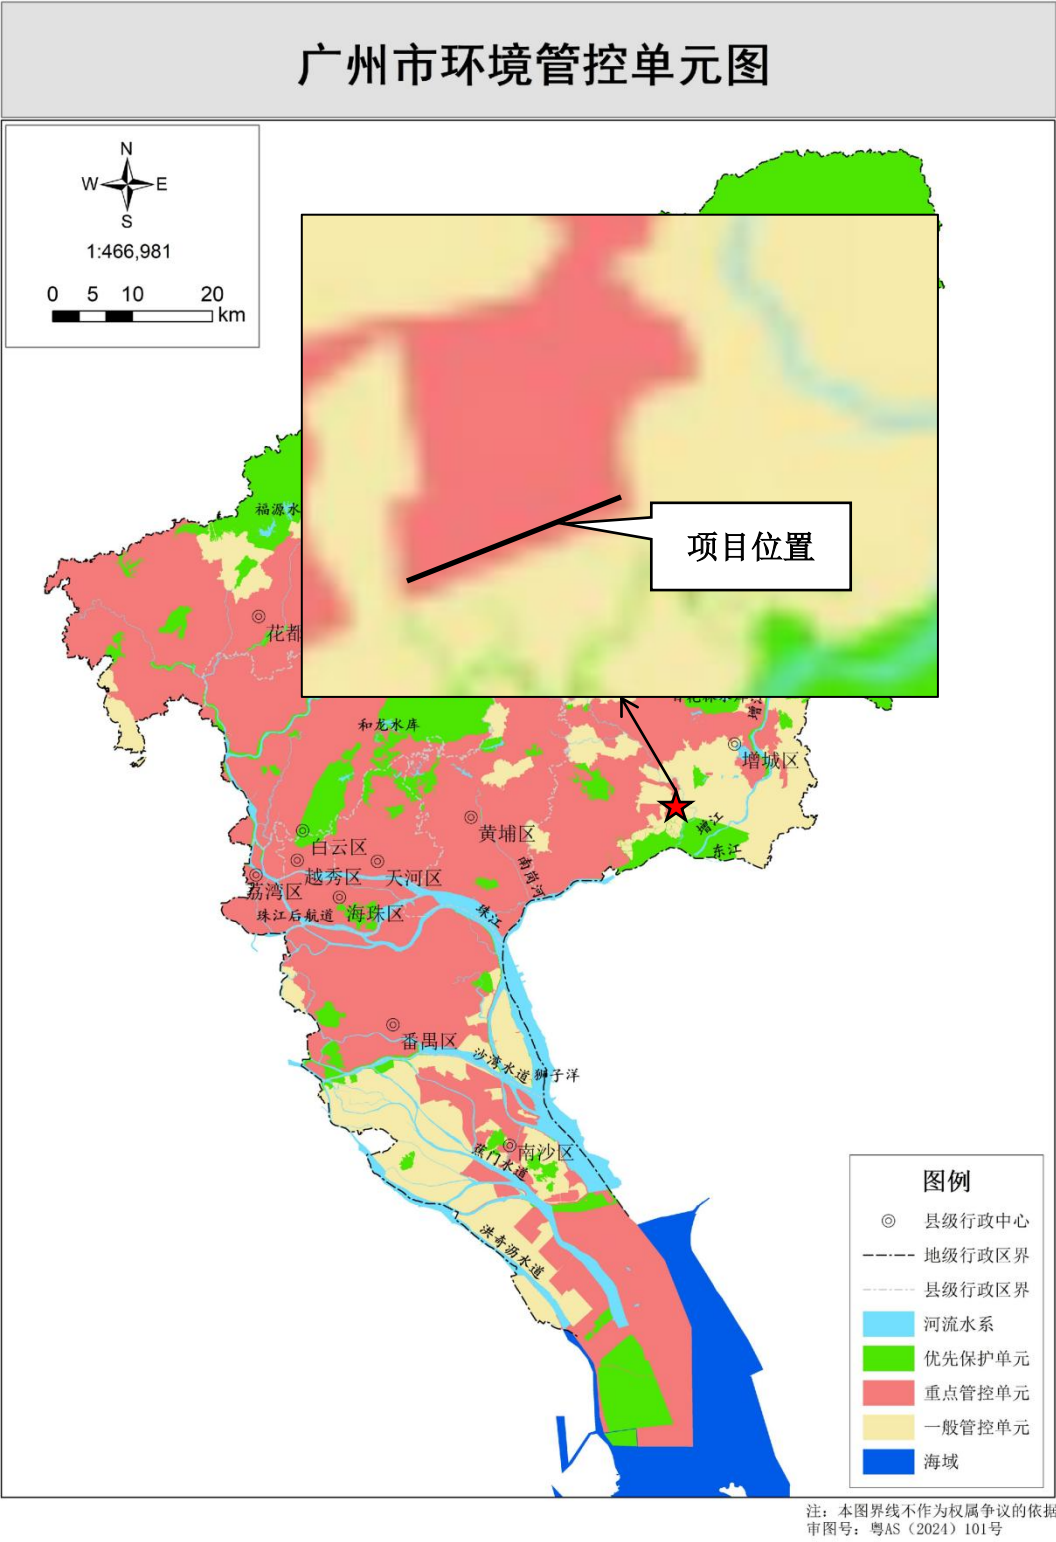 广州市环境管控单元图
N
W E
S
1:466,981
0 5 10 20
km
项目位置
福源水
花都
和龙水库
增江
增城区
黄埔区
增江
东江
白云区
越秀区
天河区
南岗河
荔湾区
海珠区
珠江后航道
珠江
番禺区
沙湾水道
狮子洋
南沙区
蕉门水道
洪奇沥水道
图例
县级行政中心
地级行政区界
县级行政区界
河流水系
优先保护单元
重点管控单元
一般管控单元
海域
注：本图界线不作为权属争议的依据
审图号：粤AS（2024）101号